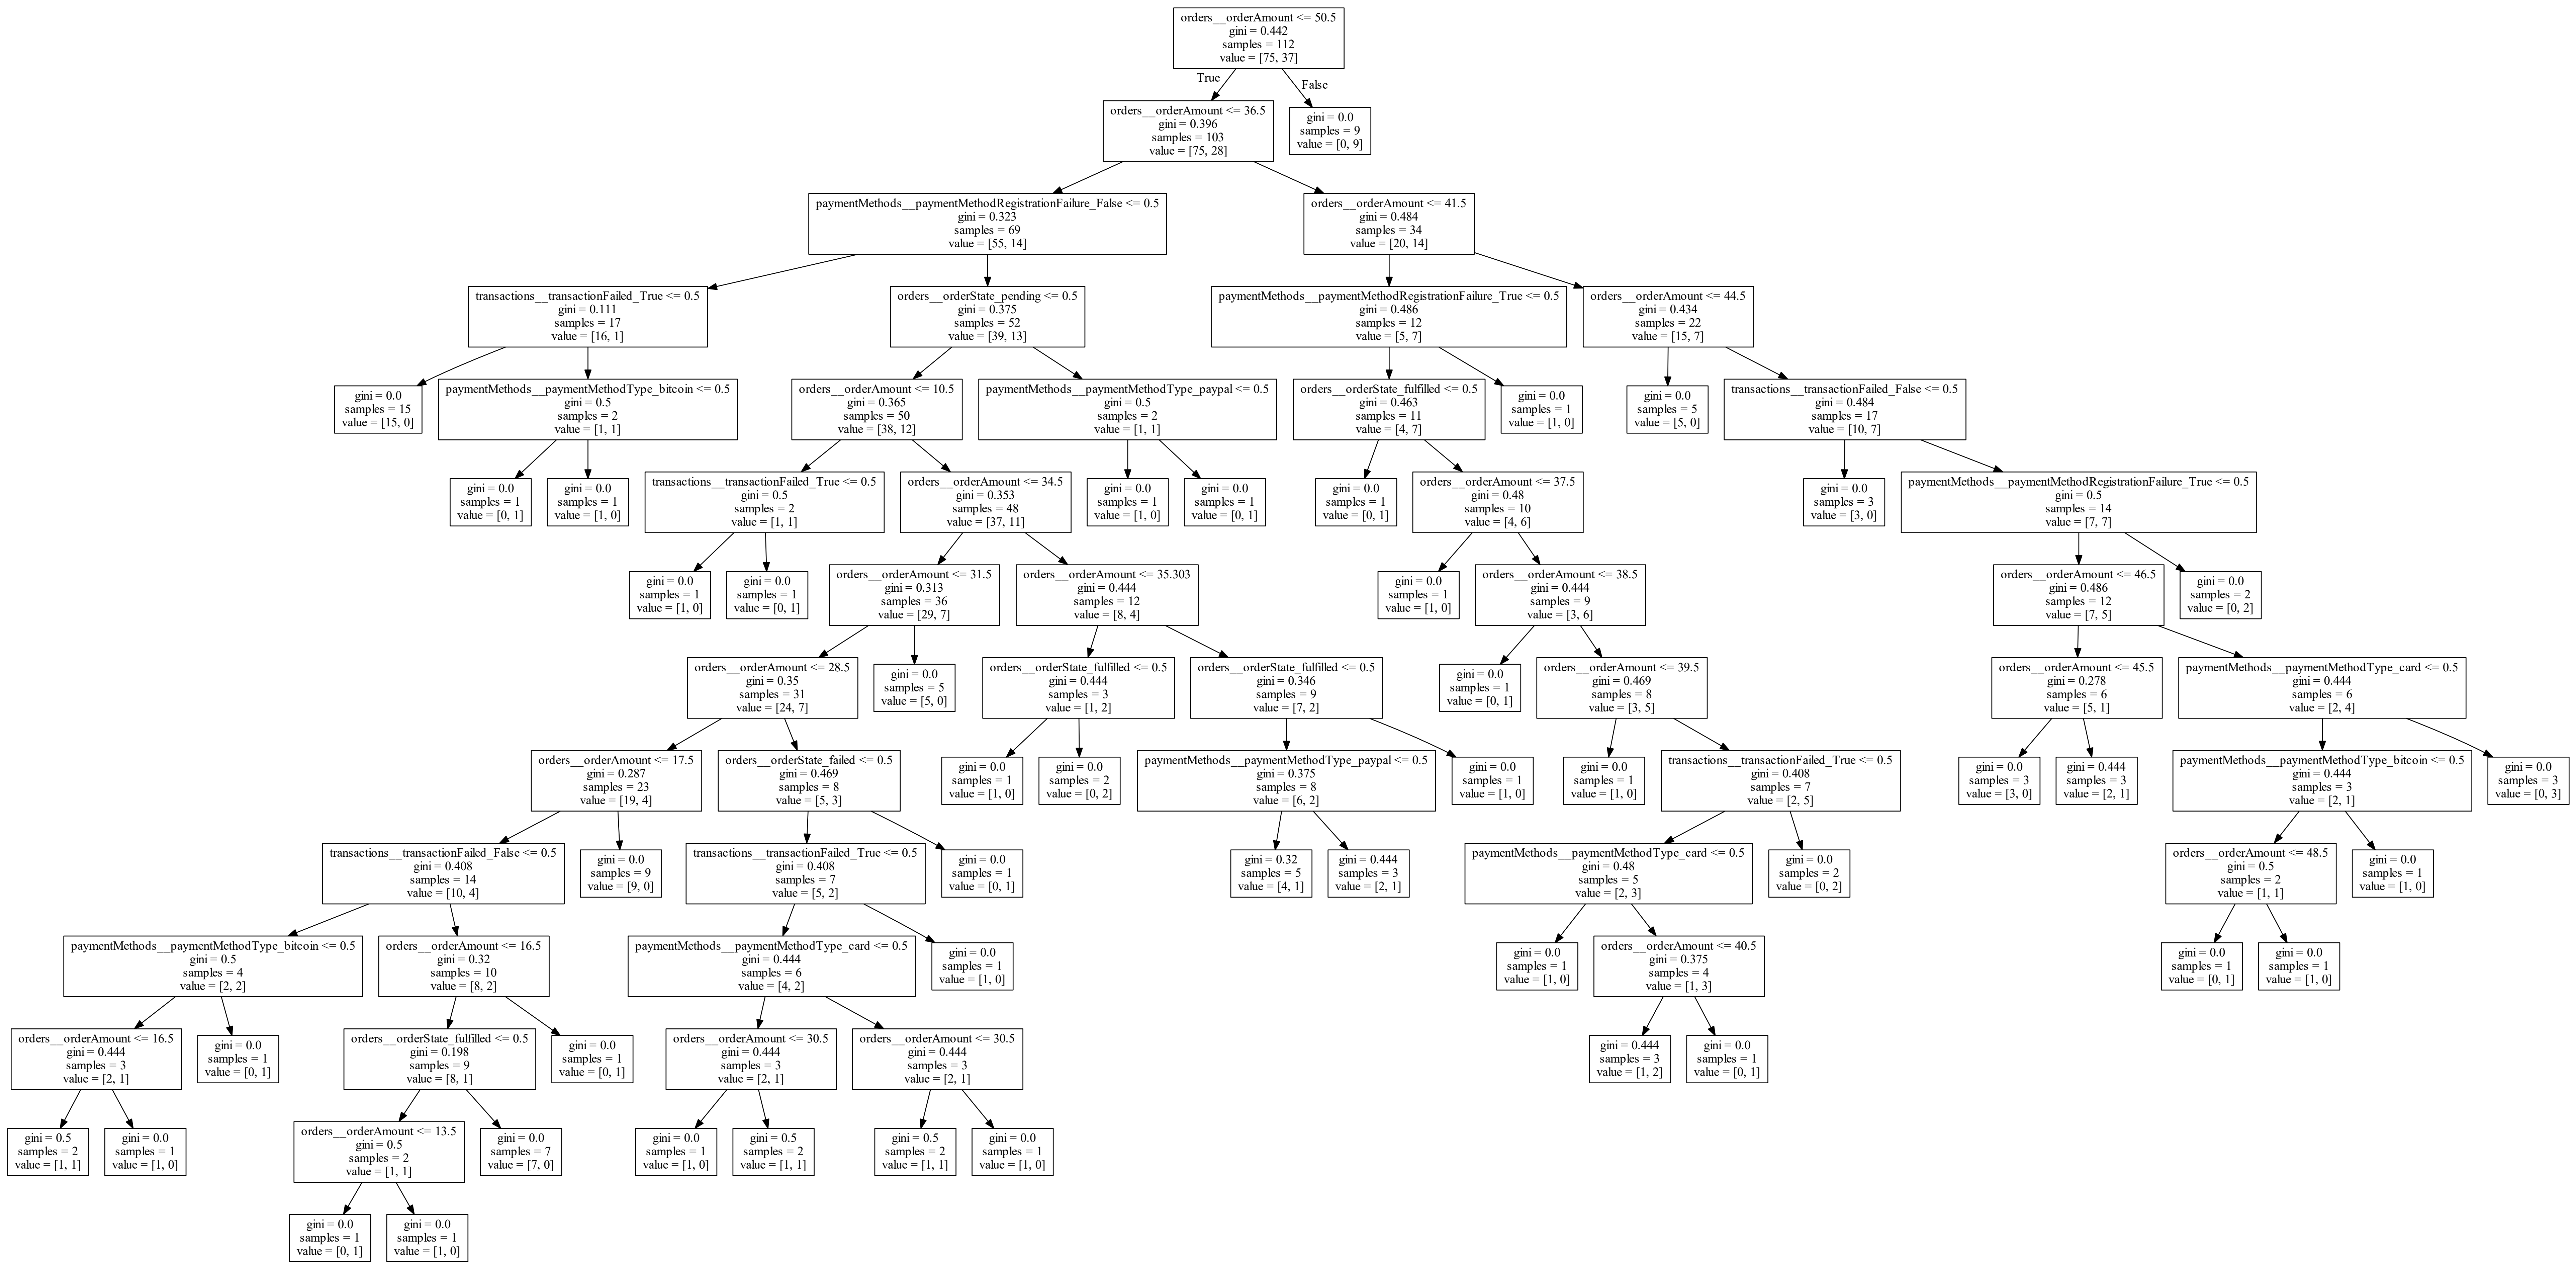 orders__orderAmount <= 50.5
gini = 0.442
samples = 112
value = [75, 37]
True
False
orders__orderAmount <= 36.5
gini = 0.396
samples = 103
value = [75, 28]
gini = 0.0
samples = 9
value = [0, 9]
paymentMethods__paymentMethodRegistrationFailure_False <= 0.5
gini = 0.323
samples = 69
value = [55, 14]
orders__orderAmount <= 41.5
gini = 0.484
samples = 34
value = [20, 14]
transactions__transactionFailed_True <= 0.5
gini = 0.111
samples = 17
value = [16, 1]
orders__orderState_pending <= 0.5
gini = 0.375
samples = 52
value = [39, 13]
paymentMethods__paymentMethodRegistrationFailure_True <= 0.5
gini = 0.486
samples = 12
value = [5, 7]
orders__orderAmount <= 44.5
gini = 0.434
samples = 22
value = [15, 7]
gini = 0.0
samples = 15
value = [15, 0]
paymentMethods__paymentMethodType_bitcoin <= 0.5
gini = 0.5
samples = 2
value = [1, 1]
orders__orderAmount <= 10.5
gini = 0.365
samples = 50
value = [38, 12]
paymentMethods__paymentMethodType_paypal <= 0.5
gini = 0.5
samples = 2
value = [1, 1]
orders__orderState_fulfilled <= 0.5
gini = 0.463
samples = 11
value = [4, 7]
gini = 0.0
samples = 1
value = [1, 0]
gini = 0.0
samples = 5
value = [5, 0]
transactions__transactionFailed_False <= 0.5
gini = 0.484
samples = 17
value = [10, 7]
gini = 0.0
samples = 1
value = [0, 1]
gini = 0.0
samples = 1
value = [1, 0]
transactions__transactionFailed_True <= 0.5
gini = 0.5
samples = 2
value = [1, 1]
orders__orderAmount <= 34.5
gini = 0.353
samples = 48
value = [37, 11]
gini = 0.0
samples = 1
value = [1, 0]
gini = 0.0
samples = 1
value = [0, 1]
gini = 0.0
samples = 1
value = [0, 1]
orders__orderAmount <= 37.5
gini = 0.48
samples = 10
value = [4, 6]
gini = 0.0
samples = 3
value = [3, 0]
paymentMethods__paymentMethodRegistrationFailure_True <= 0.5
gini = 0.5
samples = 14
value = [7, 7]
gini = 0.0
samples = 1
value = [1, 0]
gini = 0.0
samples = 1
value = [0, 1]
orders__orderAmount <= 31.5
gini = 0.313
samples = 36
value = [29, 7]
orders__orderAmount <= 35.303
gini = 0.444
samples = 12
value = [8, 4]
gini = 0.0
samples = 1
value = [1, 0]
orders__orderAmount <= 38.5
gini = 0.444
samples = 9
value = [3, 6]
orders__orderAmount <= 46.5
gini = 0.486
samples = 12
value = [7, 5]
gini = 0.0
samples = 2
value = [0, 2]
orders__orderAmount <= 28.5
gini = 0.35
samples = 31
value = [24, 7]
gini = 0.0
samples = 5
value = [5, 0]
orders__orderState_fulfilled <= 0.5
gini = 0.444
samples = 3
value = [1, 2]
orders__orderState_fulfilled <= 0.5
gini = 0.346
samples = 9
value = [7, 2]
gini = 0.0
samples = 1
value = [0, 1]
orders__orderAmount <= 39.5
gini = 0.469
samples = 8
value = [3, 5]
orders__orderAmount <= 45.5
gini = 0.278
samples = 6
value = [5, 1]
paymentMethods__paymentMethodType_card <= 0.5
gini = 0.444
samples = 6
value = [2, 4]
orders__orderAmount <= 17.5
gini = 0.287
samples = 23
value = [19, 4]
orders__orderState_failed <= 0.5
gini = 0.469
samples = 8
value = [5, 3]
gini = 0.0
samples = 1
value = [1, 0]
gini = 0.0
samples = 2
value = [0, 2]
paymentMethods__paymentMethodType_paypal <= 0.5
gini = 0.375
samples = 8
value = [6, 2]
gini = 0.0
samples = 1
value = [1, 0]
gini = 0.0
samples = 1
value = [1, 0]
transactions__transactionFailed_True <= 0.5
gini = 0.408
samples = 7
value = [2, 5]
gini = 0.0
samples = 3
value = [3, 0]
gini = 0.444
samples = 3
value = [2, 1]
paymentMethods__paymentMethodType_bitcoin <= 0.5
gini = 0.444
samples = 3
value = [2, 1]
gini = 0.0
samples = 3
value = [0, 3]
transactions__transactionFailed_False <= 0.5
gini = 0.408
samples = 14
value = [10, 4]
gini = 0.0
samples = 9
value = [9, 0]
transactions__transactionFailed_True <= 0.5
gini = 0.408
samples = 7
value = [5, 2]
gini = 0.0
samples = 1
value = [0, 1]
gini = 0.32
samples = 5
value = [4, 1]
gini = 0.444
samples = 3
value = [2, 1]
paymentMethods__paymentMethodType_card <= 0.5
gini = 0.48
samples = 5
value = [2, 3]
gini = 0.0
samples = 2
value = [0, 2]
orders__orderAmount <= 48.5
gini = 0.5
samples = 2
value = [1, 1]
gini = 0.0
samples = 1
value = [1, 0]
paymentMethods__paymentMethodType_bitcoin <= 0.5
gini = 0.5
samples = 4
value = [2, 2]
orders__orderAmount <= 16.5
gini = 0.32
samples = 10
value = [8, 2]
paymentMethods__paymentMethodType_card <= 0.5
gini = 0.444
samples = 6
value = [4, 2]
gini = 0.0
samples = 1
value = [1, 0]
gini = 0.0
samples = 1
value = [1, 0]
orders__orderAmount <= 40.5
gini = 0.375
samples = 4
value = [1, 3]
gini = 0.0
samples = 1
value = [0, 1]
gini = 0.0
samples = 1
value = [1, 0]
orders__orderAmount <= 16.5
gini = 0.444
samples = 3
value = [2, 1]
gini = 0.0
samples = 1
value = [0, 1]
orders__orderState_fulfilled <= 0.5
gini = 0.198
samples = 9
value = [8, 1]
gini = 0.0
samples = 1
value = [0, 1]
orders__orderAmount <= 30.5
gini = 0.444
samples = 3
value = [2, 1]
orders__orderAmount <= 30.5
gini = 0.444
samples = 3
value = [2, 1]
gini = 0.444
samples = 3
value = [1, 2]
gini = 0.0
samples = 1
value = [0, 1]
gini = 0.5
samples = 2
value = [1, 1]
gini = 0.0
samples = 1
value = [1, 0]
orders__orderAmount <= 13.5
gini = 0.5
samples = 2
value = [1, 1]
gini = 0.0
samples = 7
value = [7, 0]
gini = 0.0
samples = 1
value = [1, 0]
gini = 0.5
samples = 2
value = [1, 1]
gini = 0.5
samples = 2
value = [1, 1]
gini = 0.0
samples = 1
value = [1, 0]
gini = 0.0
samples = 1
value = [0, 1]
gini = 0.0
samples = 1
value = [1, 0]